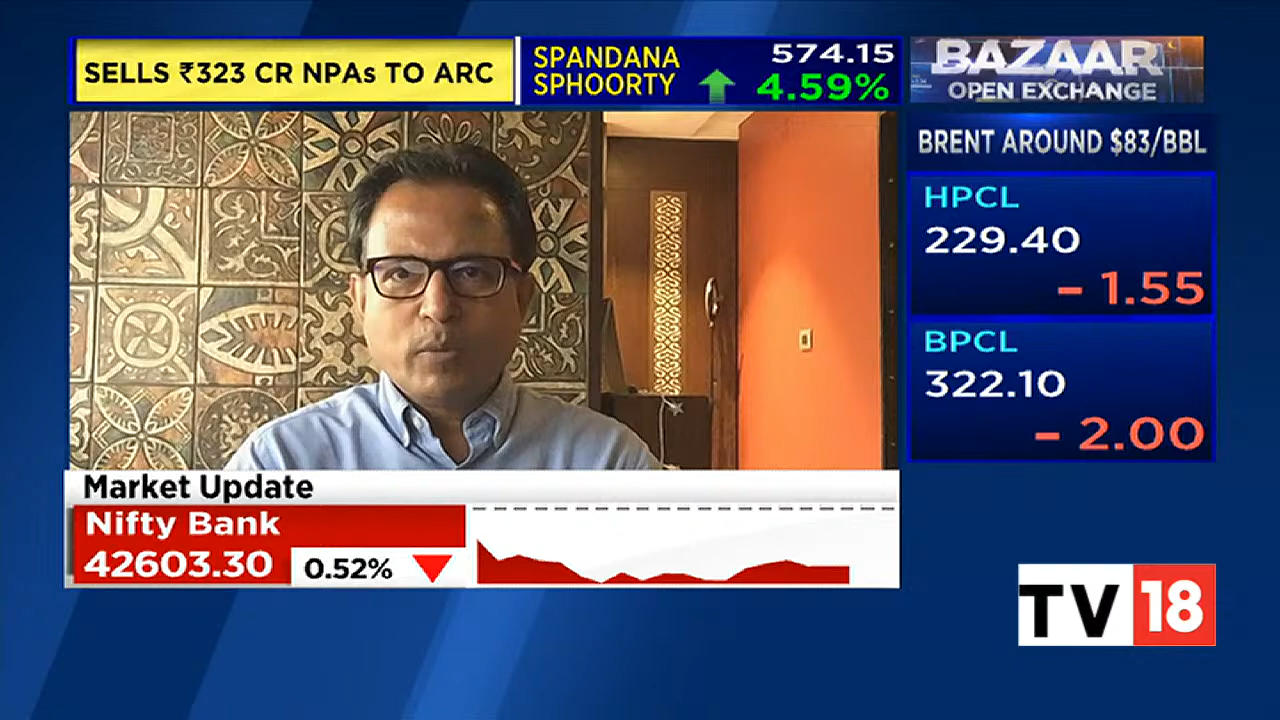 SELLS ₹323 CR NPAs TO ARC
SPANDANA
SPHOORTY
574.15
4.59%
BAZAAR
OPEN EXCHANGE
BRENT AROUND $83/BBL
HPCL
229.40
- 1.55
BPCL
322.10
- 2.00
Market Update
Nifty Bank
42603.30
0.52%
TV18